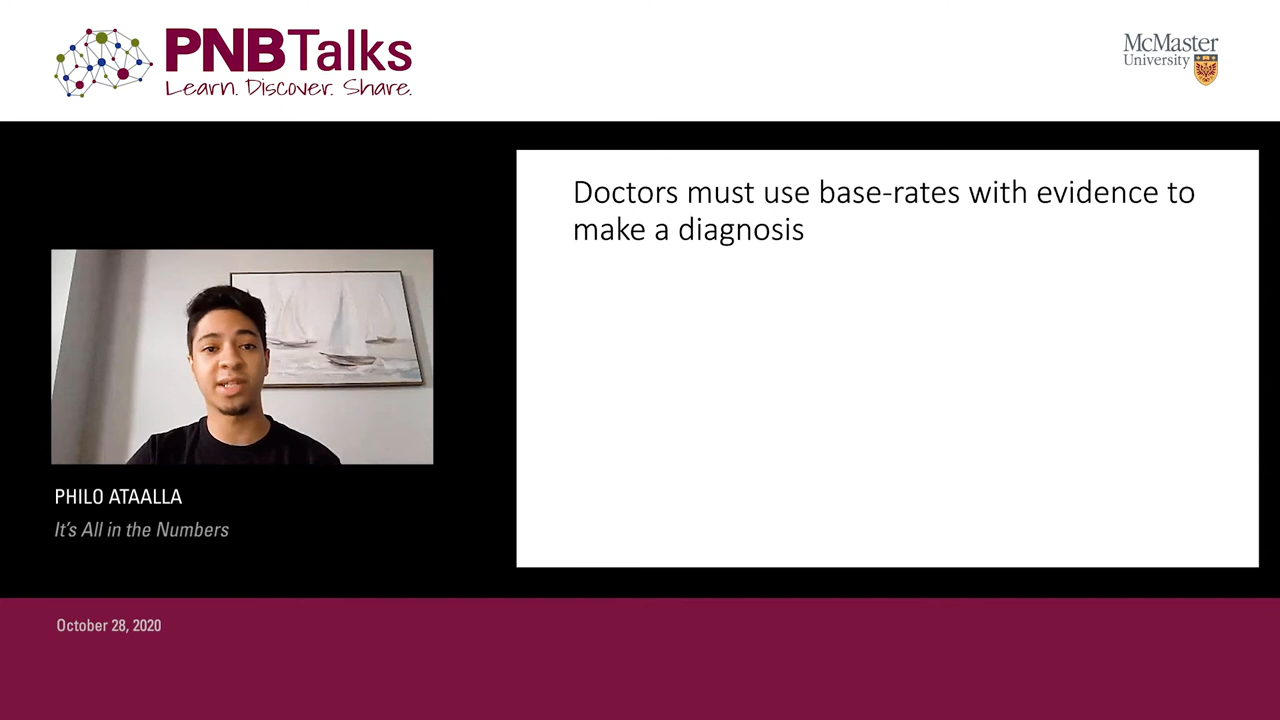 PNBTalks
Learn. Discover. Share.
McMaster
University
Doctors must use base-rates with evidence to
make a diagnosis
PHILO ATAALLA
It's All in the Numbers
October 28, 2020